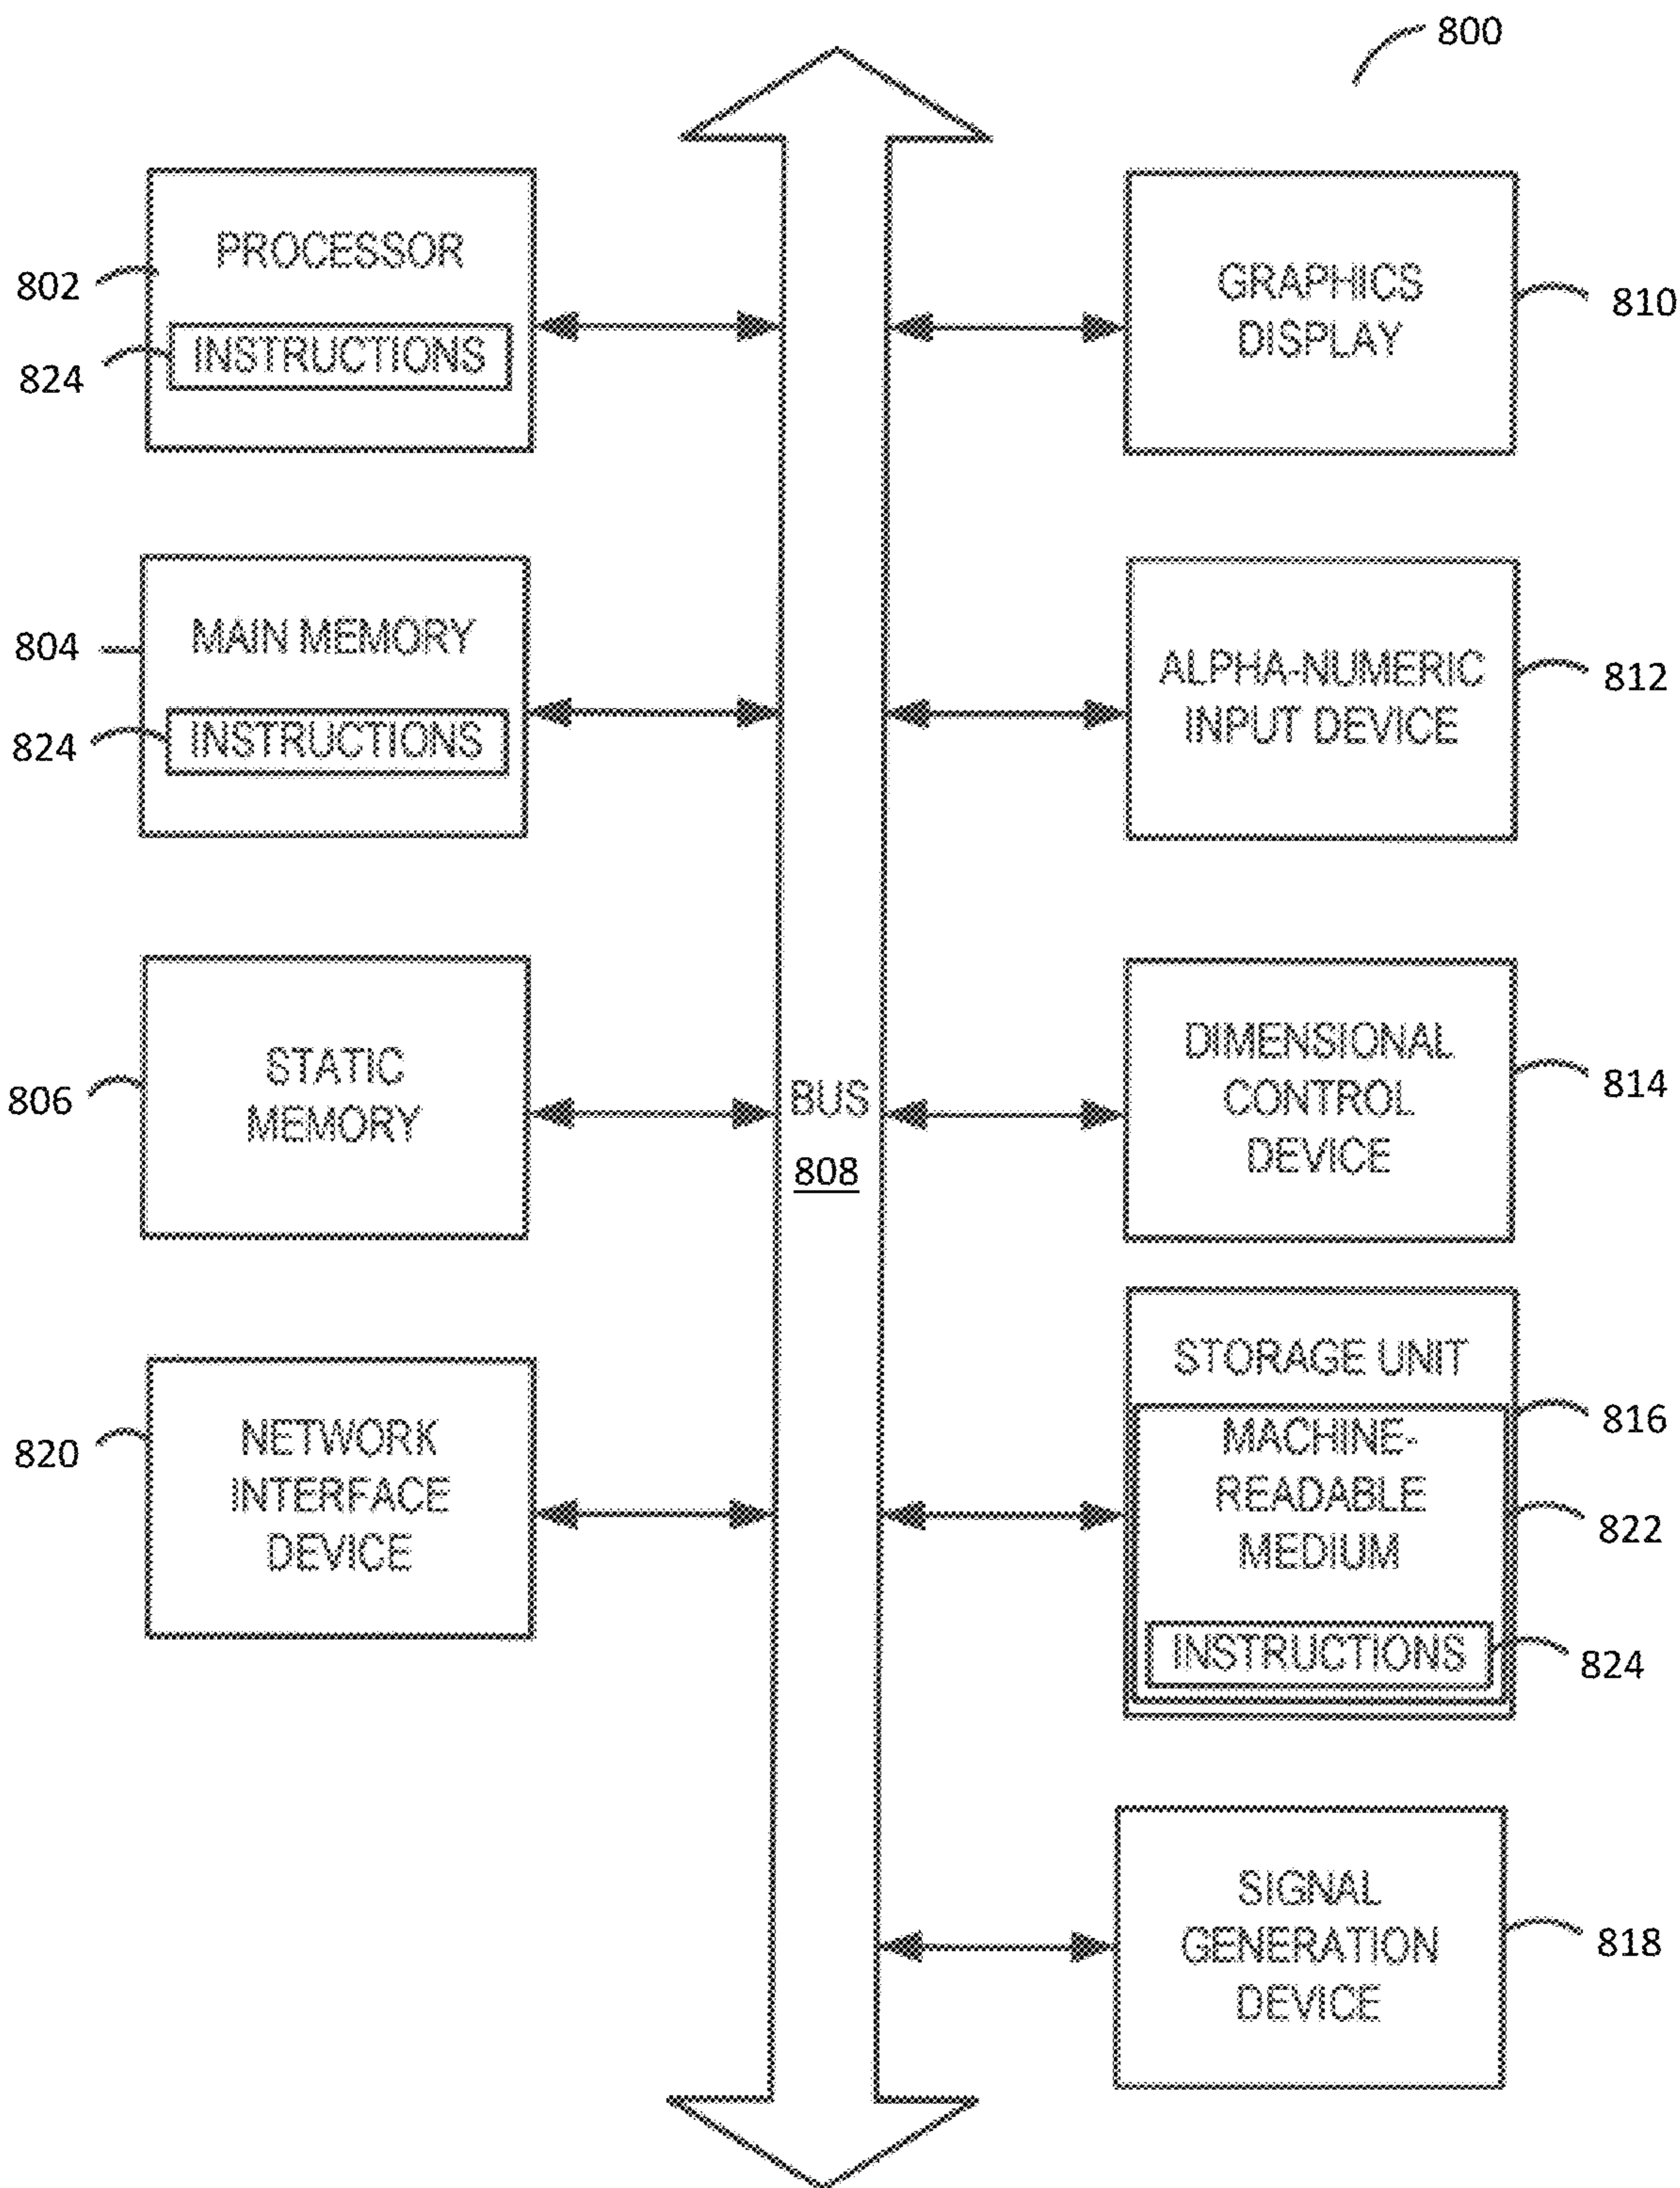 800
PROCESSOR
802
INSTRUCTIONS
824
GRAPHICS
DISPLAY
810
MAIN MEMORY
804
INSTRUCTIONS
824
ALPHA-NUMERIC
INPUT DEVICE
812
STATIC
MEMORY
806
BUS
808
DIMENSIONAL
CONTROL
DEVICE
814
NETWORK
INTERFACE
DEVICE
820
STORAGE UNIT
816
MACHINE-
READABLE
MEDIUM
822
INSTRUCTIONS
824
SIGNAL
GENERATION
DEVICE
818